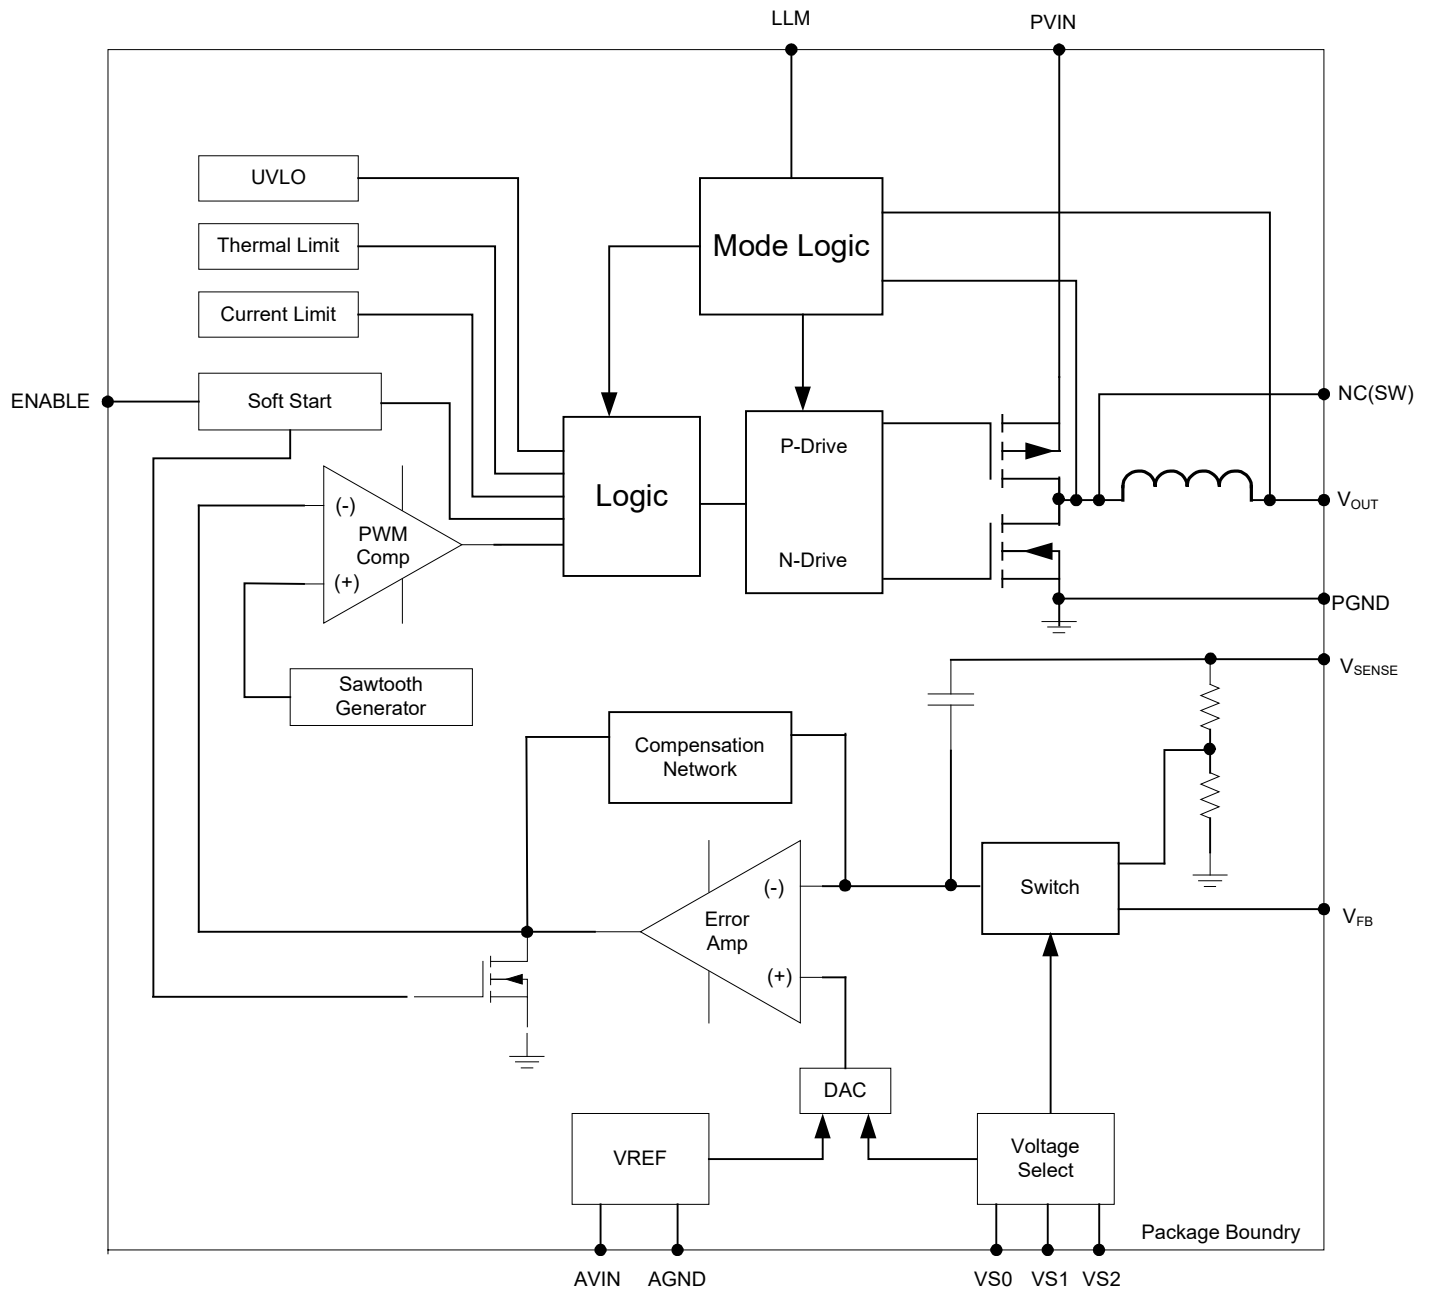 LLM
PVIN
UVLO
Thermal Limit
Mode Logic
Current Limit
ENABLE
Soft Start
NC(SW)
P-Drive
Logic
(-)
PWM
Comp
(+)
N-Drive
VOUT
PGND
VSENSE
Sawtooth
Generator
Compensation
Network
(-)
Error
Amp
(+)
Switch
VFB
DAC
VREF
Voltage
Select
Package Boundry
AVIN
AGND
VS0
VS1
VS2